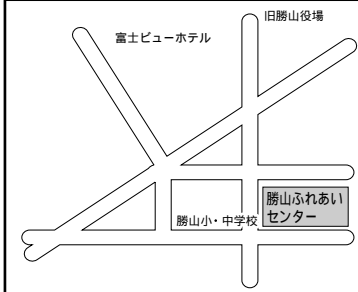 旧勝山役場
富士ビューホテル
勝山ふれあい
センター
勝山小・中学校